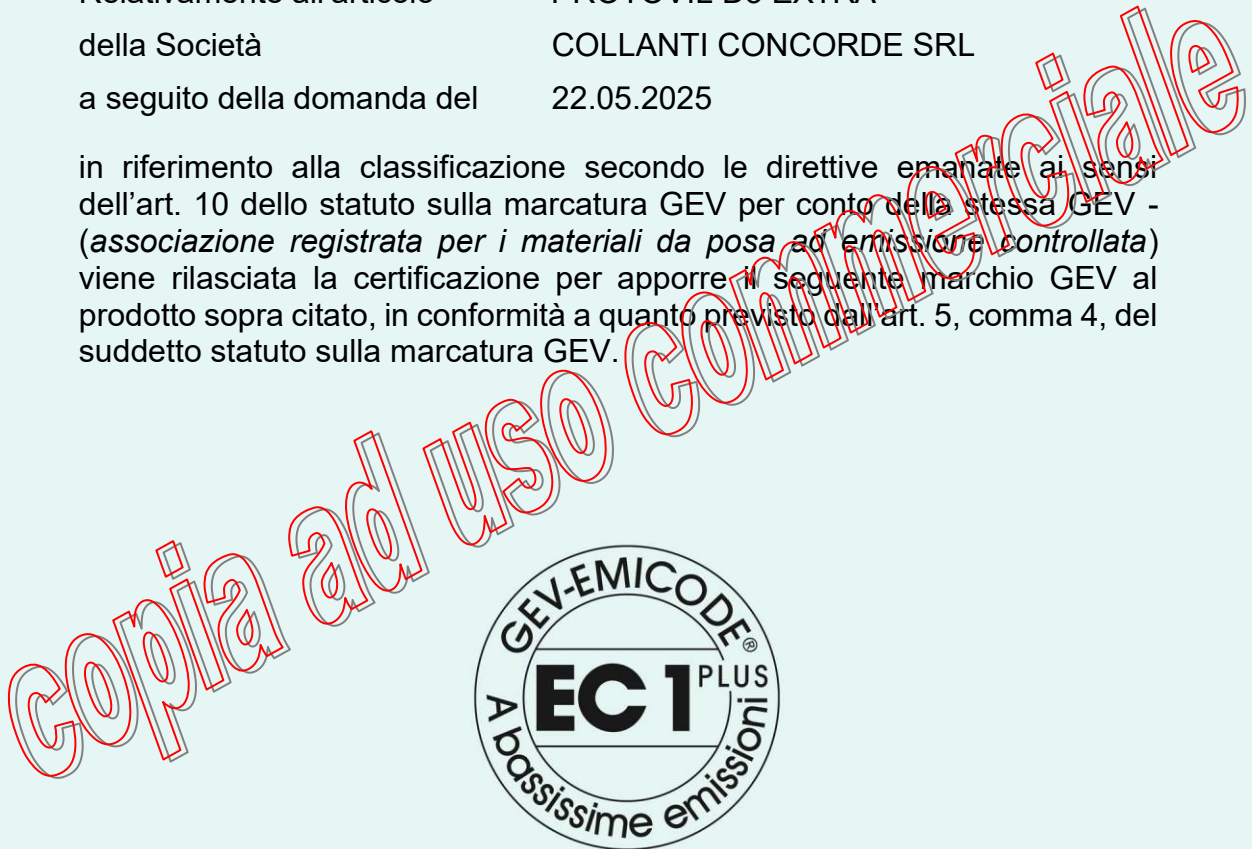 Relativamente all'articolo
della Società COLLANTI CONCORDE SRL
a seguito della domanda del 22.05.2025
in riferimento alla classificazione secondo le direttive emanate ai sensi
dell'art. 10 dello statuto sulla marcatura GEV per conto della stessa GEV -
(associazione registrata per i materiali da posa ad emissione controllata)
viene rilasciata la certificazione per apporre il seguente marchio GEV al
prodotto sopra citato, in conformità a quanto previsto dall'art. 5, comma 4, del
suddetto statuto sulla marcatura GEV.
copia ad uso commerciale
GEV-EMICODE®
EC 1 PLUS
A bassissime emissioni